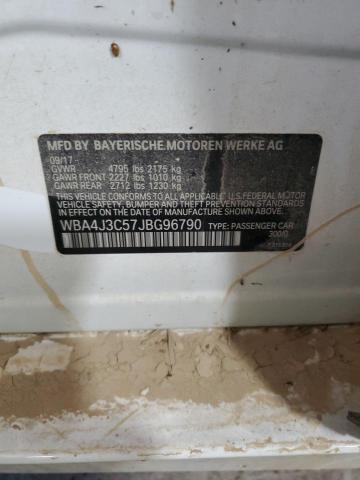 MFD BY BAYERISCHE MOTOREN WERKE AG
09/17
GVWR 4795 lbs 2175 kg
GAWR FRONT 2227 lbs 1010 kg
GAWR REAR 2712 lbs 1230 kg
THIS VEHICLE CONFORMS TO ALL APPLICABLE U.S.FEDERAL MOTOR
VEHICLE SAFETY, BUMPER, AND THEFT PREVENTION STANDARDS
IN EFFECT ON THE DATE OF MANUFACTURE SHOWN ABOVE.
WBA4J3C57JBG96790 TYPE: PASSENGER CAR
300/0